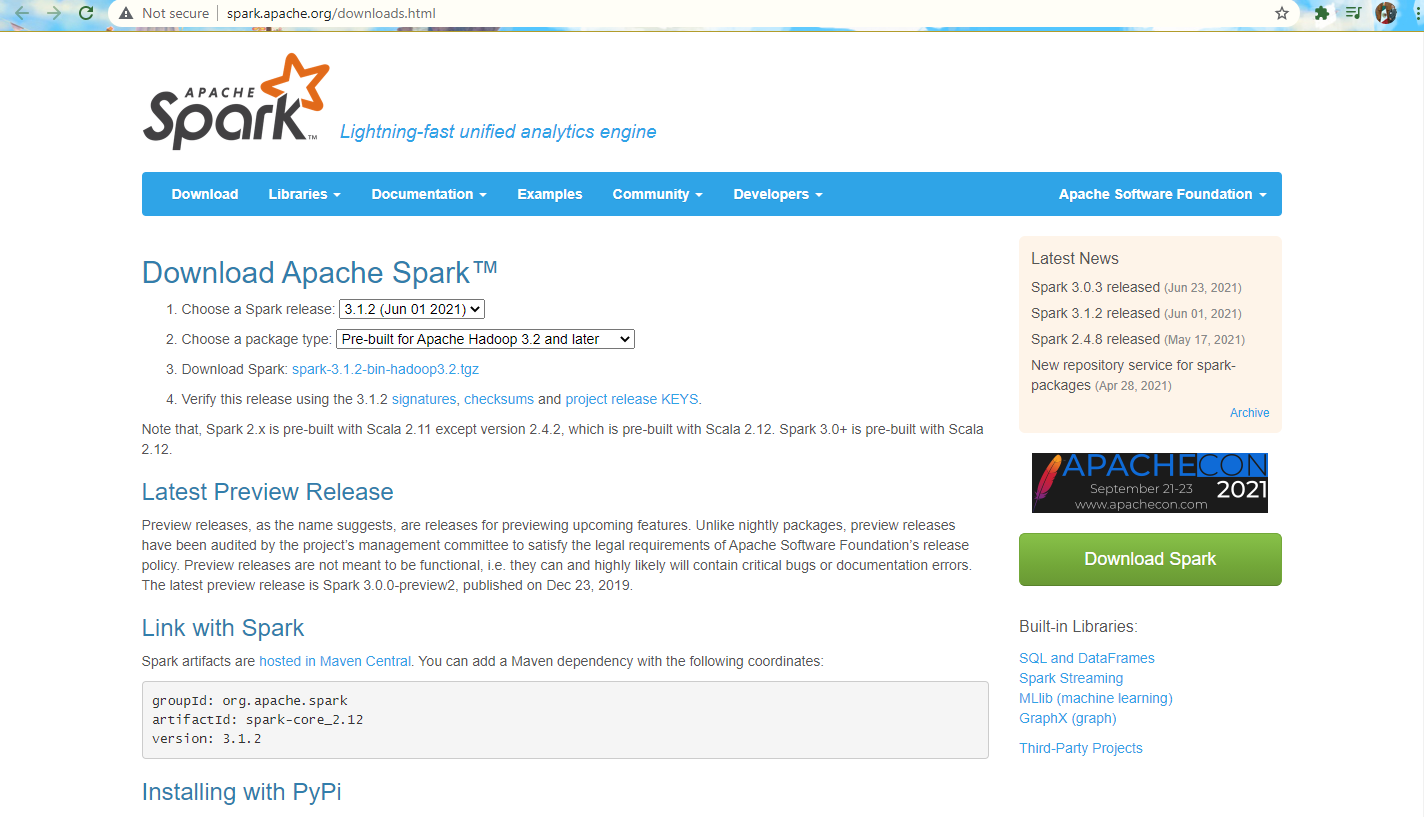 Not secure spark.apache.org/downloads.html
APACHE
Spark™
Lightning-fast unified analytics engine
Download Libraries Documentation Examples Community Developers Apache Software Foundation
Download Apache Spark™
1. Choose a Spark release: 3.1.2 (Jun 01 2021)
2. Choose a package type: Pre-built for Apache Hadoop 3.2 and later
3. Download Spark: spark-3.1.2-bin-hadoop3.2.tgz
4. Verify this release using the 3.1.2 signatures, checksums and project release KEYS.
Note that, Spark 2.x is pre-built with Scala 2.11 except version 2.4.2, which is pre-built with Scala 2.12. Spark 3.0+ is pre-built with Scala
2.12.
Latest Preview Release
Preview releases, as the name suggests, are releases for previewing upcoming features. Unlike nightly packages, preview releases
have been audited by the project's management committee to satisfy the legal requirements of Apache Software Foundation's release
policy. Preview releases are not meant to be functional, i.e. they can and highly likely will contain critical bugs or documentation errors.
The latest preview release is Spark 3.0.0-preview2, published on Dec 23, 2019.
Link with Spark
Spark artifacts are hosted in Maven Central. You can add a Maven dependency with the following coordinates:
groupId: org.apache.spark
artifactId: spark-core_2.12
version: 3.1.2
Installing with PyPi
Latest News
Spark 3.0.3 released (Jun 23, 2021)
Spark 3.1.2 released (Jun 01, 2021)
Spark 2.4.8 released (May 17, 2021)
New repository service for spark-
packages (Apr 28, 2021)
Archive
APACHECON
September 21-23 2021
www.apachecon.com
Download Spark
Built-in Libraries:
SQL and DataFrames
Spark Streaming
MLlib (machine learning)
GraphX (graph)
Third-Party Projects